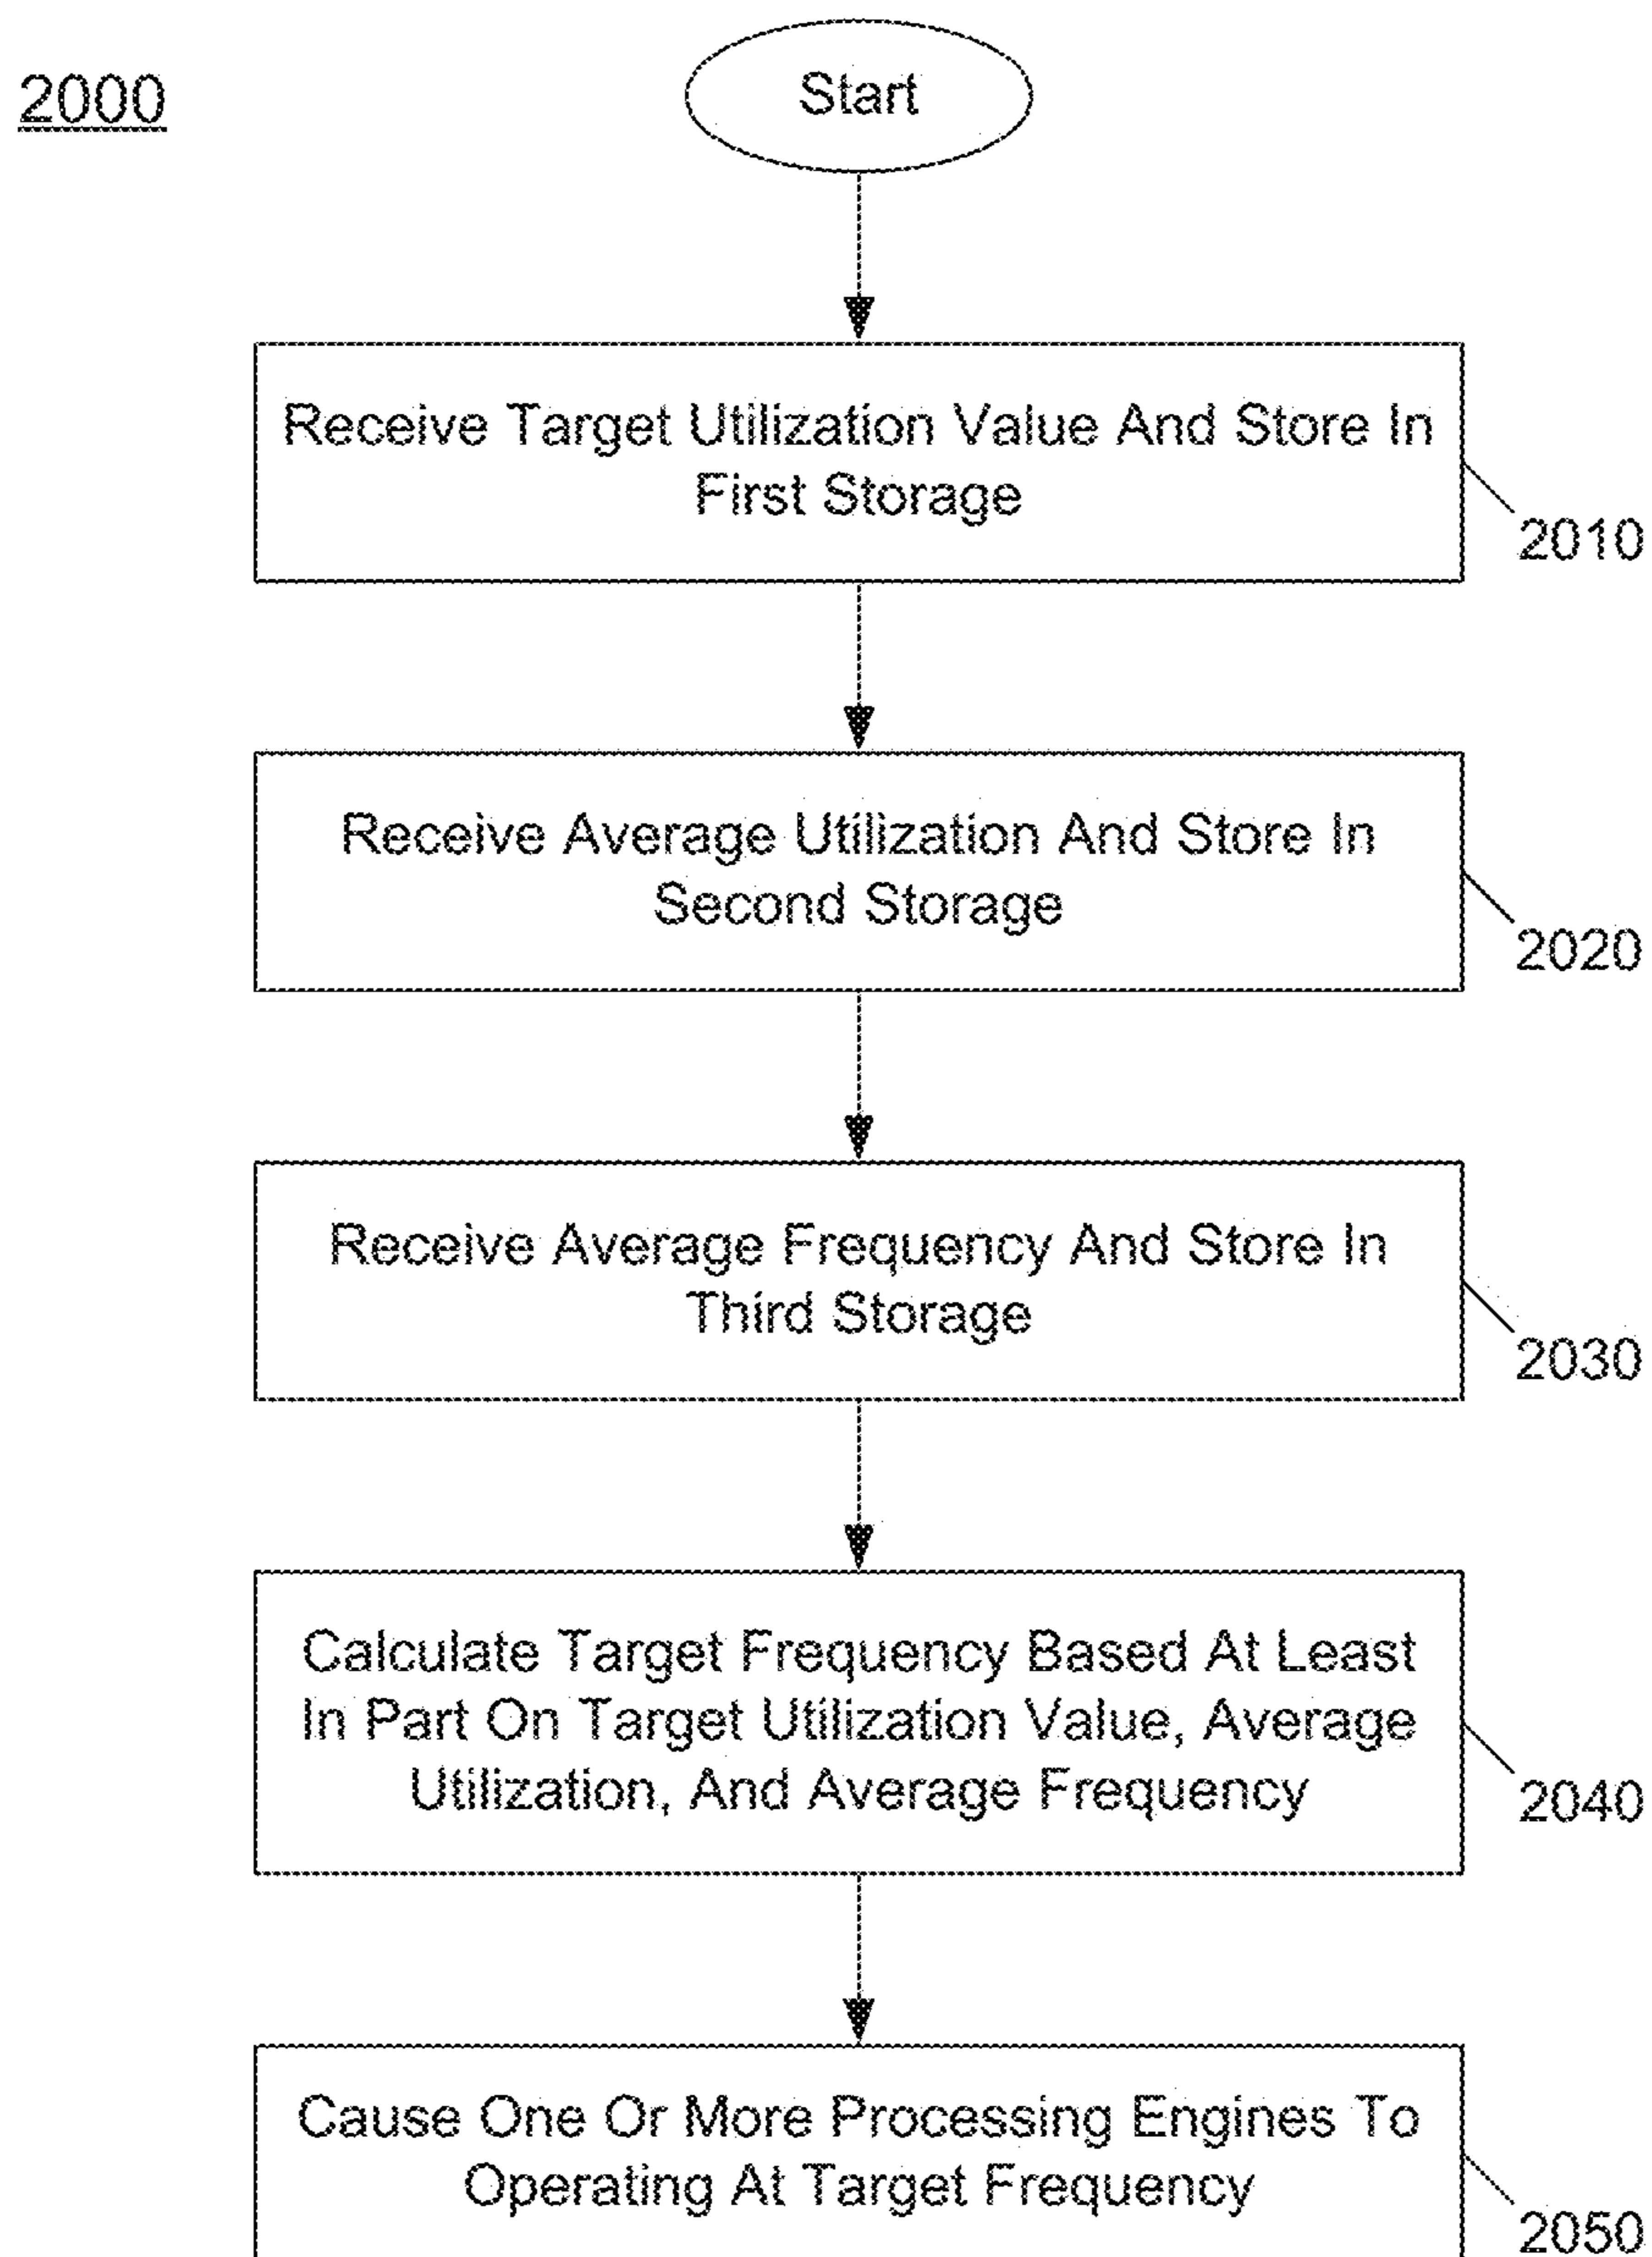 2000
Start
Receive Target Utilization Value And Store In
First Storage
2010
Receive Average Utilization And Store In
Second Storage
2020
Receive Average Frequency And Store In
Third Storage
2030
Calculate Target Frequency Based At Least
In Part On Target Utilization Value, Average
Utilization, And Average Frequency
2040
Cause One Or More Processing Engines To
Operating At Target Frequency
2050